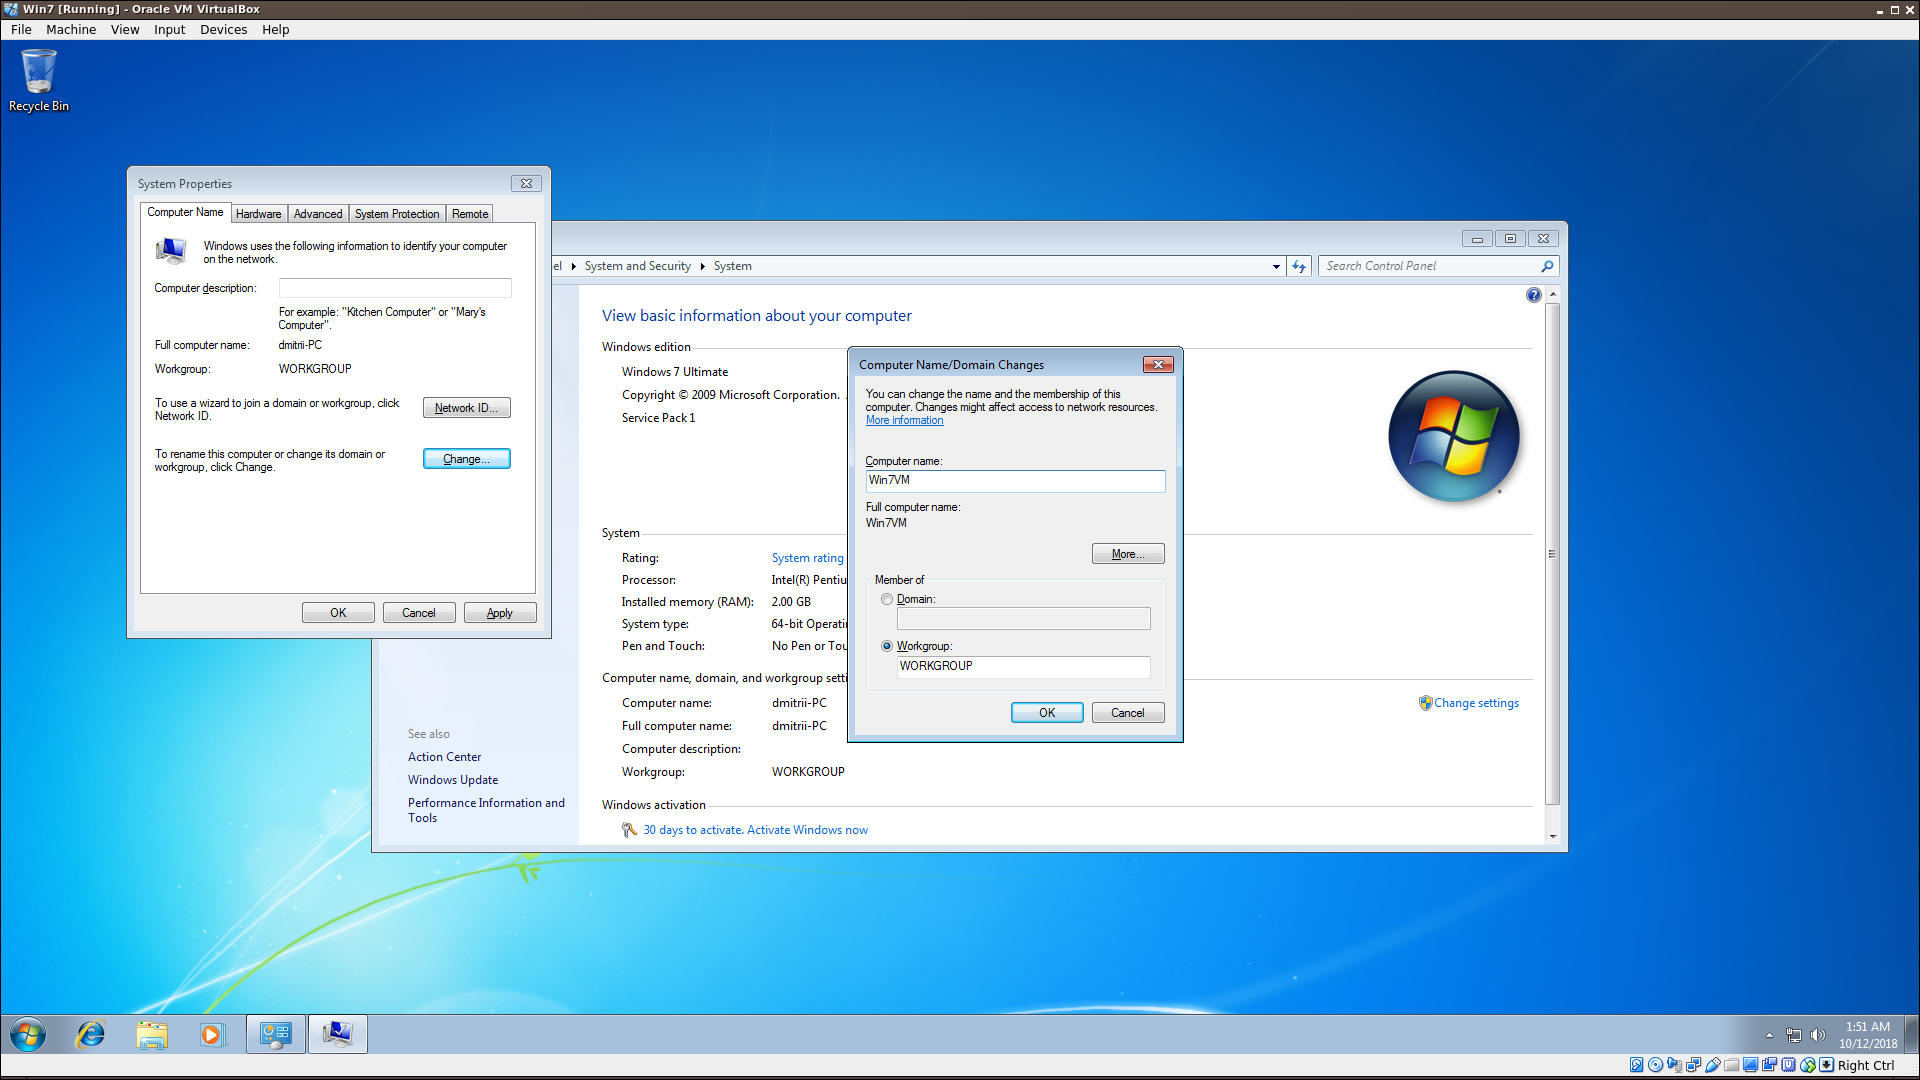 Win7 [Running] - Oracle VM VirtualBox
File Machine View Input Devices Help
Recycle Bin
System Properties
Computer Name Hardware Advanced System Protection Remote
Windows uses the following information to identify your computer
on the network.
Computer description:
For example: "Kitchen Computer" or "Mary's
Computer".
Full computer name: dmitrii-PC
Workgroup: WORKGROUP
To use a wizard to join a domain or workgroup, click
Network ID.
Network ID...
To rename this computer or change its domain or
workgroup, click Change.
Change...
OK Cancel Apply
System and Security System
Search Control Panel
View basic information about your computer
Windows edition
Windows 7 Ultimate
Copyright © 2009 Microsoft Corporation.
Service Pack 1
System
Rating: System rating
Processor: Intel(R)
Installed memory (RAM): 2.00 GB
System type: 64-bit
Pen and Touch: No Pen or
Computer name, domain, and workgroup
Computer name: dmitrii-PC
Full computer name: dmitrii-PC
Computer description:
Workgroup: WORKGROUP
Change settings
Windows activation
30 days to activate. Activate Windows now
See also
Action Center
Windows Update
Performance Information and
Tools
Computer Name/Domain Changes
You can change the name and the membership of this
computer. Changes might affect access to network resources.
More information
Computer name:
Win7VM
Full computer name:
Win7VM
More...
Member of
Domain:
Workgroup:
WORKGROUP
OK Cancel
1:51 AM
10/12/2018
Right Ctrl